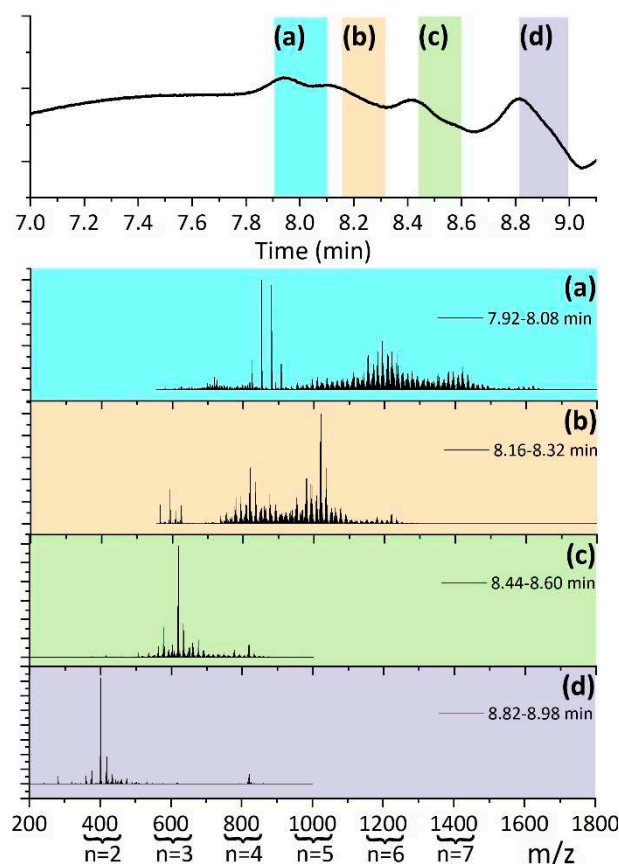 (a) (b) (c) (d)
7.0 7.2 7.4 7.6 7.8 8.0 8.2 8.4 8.6 8.8 9.0
Time (min)
(a)
7.92-8.08 min
(b)
8.16-8.32 min
(c)
8.44-8.60 min
(d)
8.82-8.98 min
200 400 600 800 1000 1200 1400 1600 1800
n=2 n=3 n=4 n=5 n=6 n=7 m/z